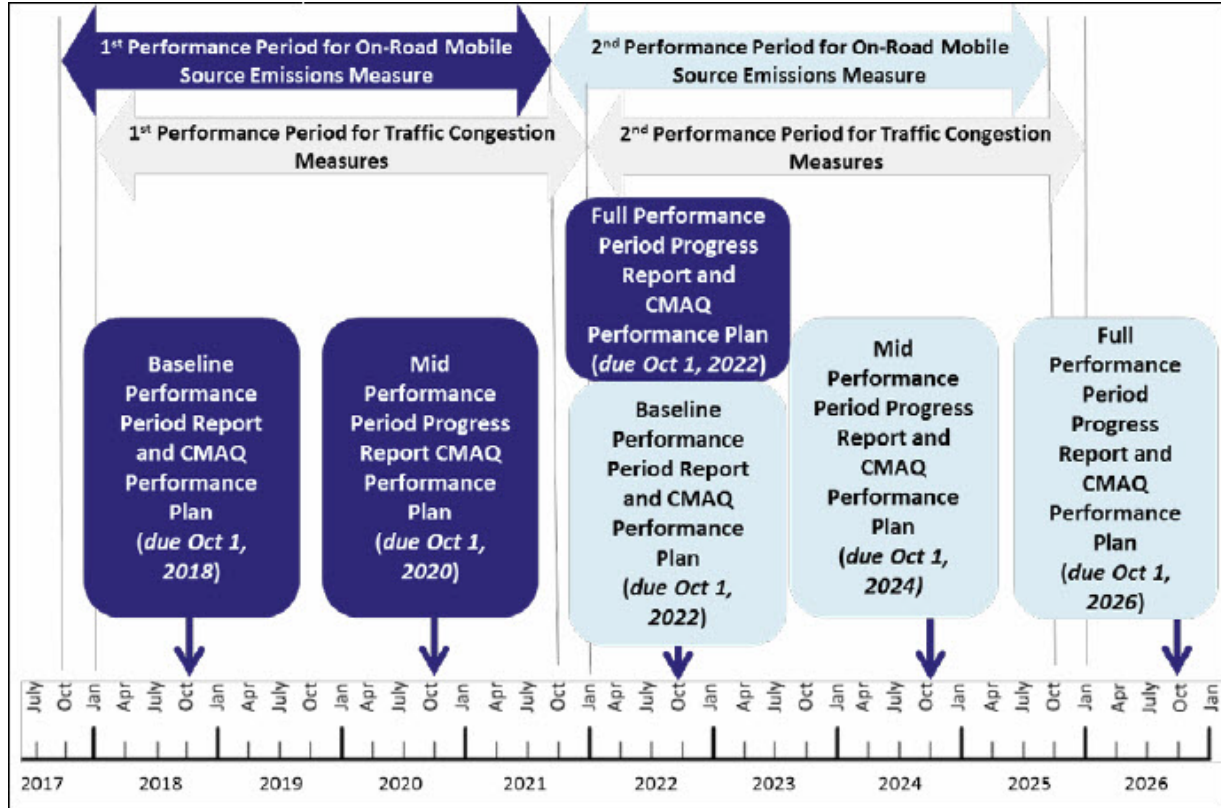 1st Performance Period for On-Road Mobile
Source Emissions Measure
2nd Performance Period for On-Road Mobile
Source Emissions Measure
1st Performance Period for Traffic Congestion
Measures
2nd Performance Period for Traffic Congestion
Measures
Full Performance
Period Progress
Report and
CMAQ
Performance Plan
(due Oct 1, 2022)
Baseline
Performance
Period Report
and CMAQ
Performance
Plan
(due Oct 1,
2018)
Mid
Performance
Period Progress
Report CMAQ
Performance
Plan
(due Oct 1,
2020)
Baseline
Performance
Period Report
and CMAQ
Performance
Plan
(due Oct 1,
2022)
Mid
Performance
Period Progress
Report and
CMAQ
Performance
Plan
(due Oct 1,
2024)
Full
Performance
Period
Progress
Report and
CMAQ
Performance
Plan
(due Oct 1,
2026)
July Oct Jan Apr July Oct Jan Apr July Oct Jan Apr July Oct Jan Apr July Oct Jan Apr July Oct Jan Apr July Oct Jan Apr July Oct Jan Apr July Oct Jan Apr July Oct Jan
2017 2018 2019 2020 2021 2022 2023 2024 2025 2026